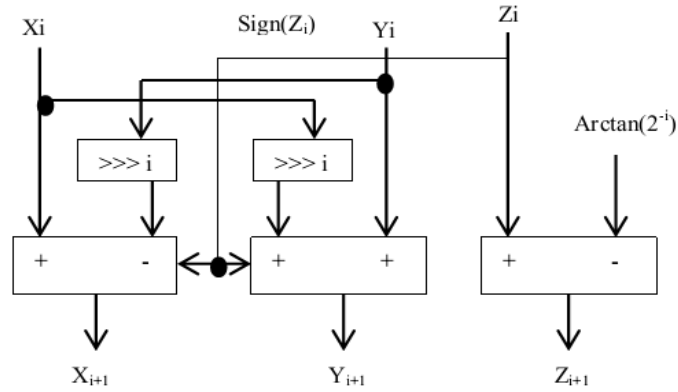 Xi
Sign(Zᵢ)
Yi
Zi
Arctan(2⁻ⁱ)
>>> i
>>> i
+ -
+ +
+ -
Xᵢ₊₁
Yᵢ₊₁
Zᵢ₊₁